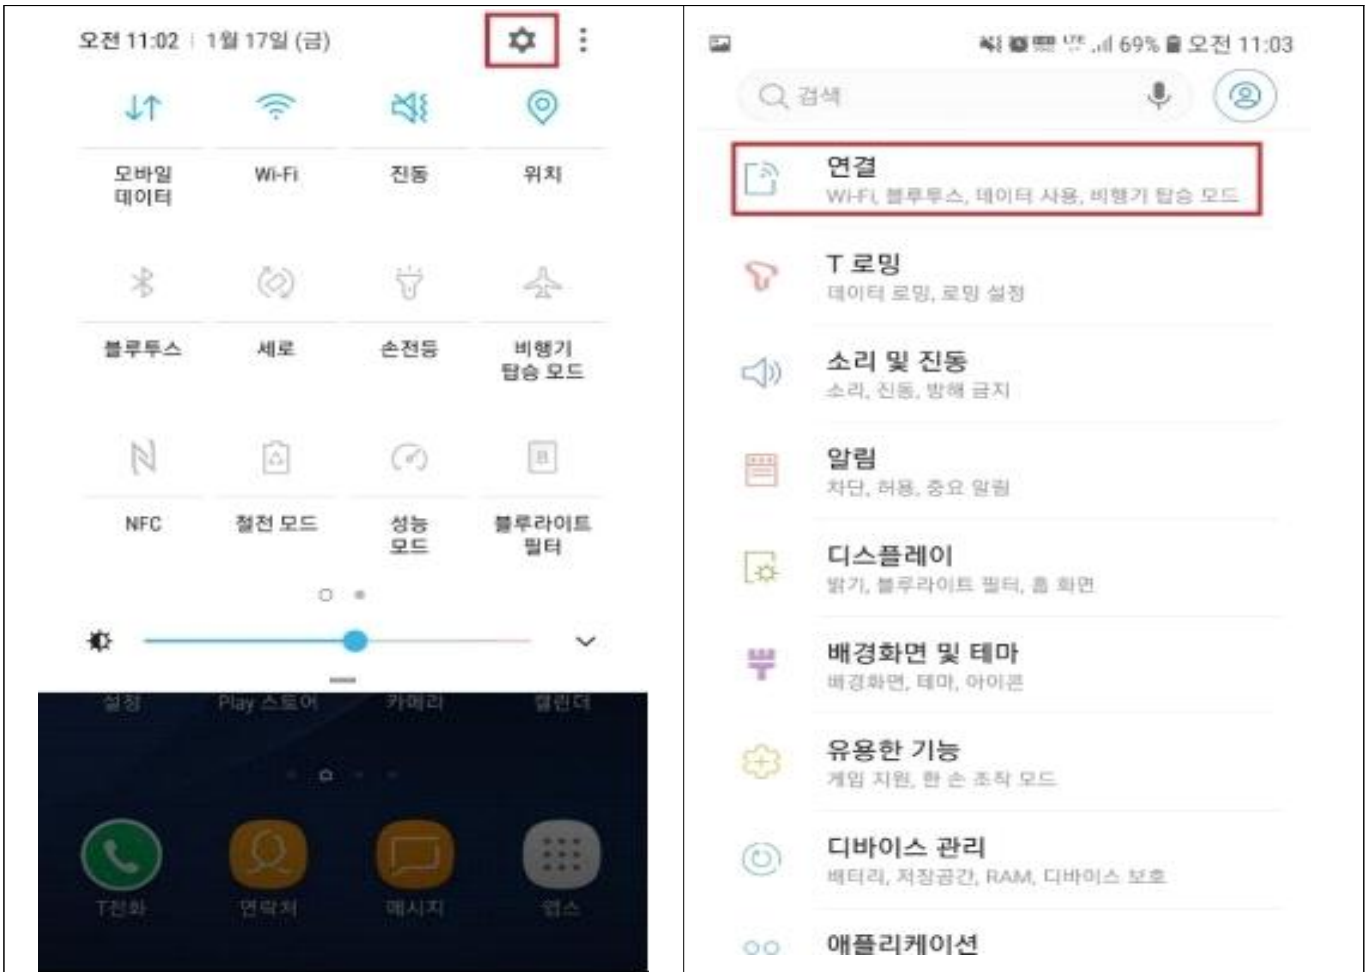 오전 11:02 | 1월 17일 (금)
모바일
데이터
Wi-Fi
진동
위치
블루투스
세로
손전등
비행기
탑승 모드
NFC
절전 모드
성능
모드
블루라이트
필터
설정
Play 스토어
카메라
캘린더
T전화
연락처
메시지
앱스
LTE 69% 오전 11:03
검색
연결
Wi-Fi, 블루투스, 데이터 사용, 비행기 탑승 모드
T 로밍
데이터 로밍, 로밍 설정
소리 및 진동
소리, 진동, 방해 금지
알림
차단, 허용, 중요 알림
디스플레이
밝기, 블루라이트 필터, 홈 화면
배경화면 및 테마
배경화면, 테마, 아이콘
유용한 기능
게임 지원, 한 손 조작 모드
디바이스 관리
배터리, 저장공간, RAM, 디바이스 보호
애플리케이션